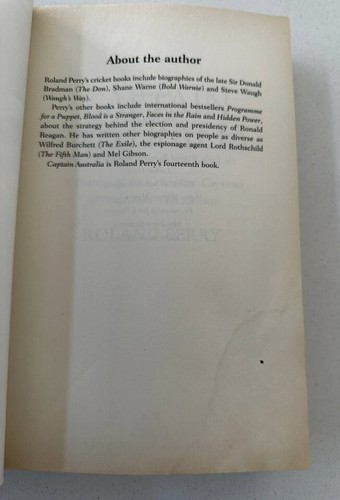 About the author
Roland Perry's cricket books include biographies of the late Sir Donald
Bradman (The Don), Shane Warne (Bold Warnie) and Steve Waugh
(Waugh's Way).
Perry's other books include international bestsellers Programme
for a Puppet, Blood is a Stranger, Faces in the Rain and Hidden Power,
about the strategy behind the election and presidency of Ronald
Reagan. He has written other biographies on people as diverse as
Wilfred Burchett (The Exile), the espionage agent Lord Rothschild
(The Fifth Man) and Mel Gibson.
Captain Australia is Roland Perry's fourteenth book.
ROLAND PERRY